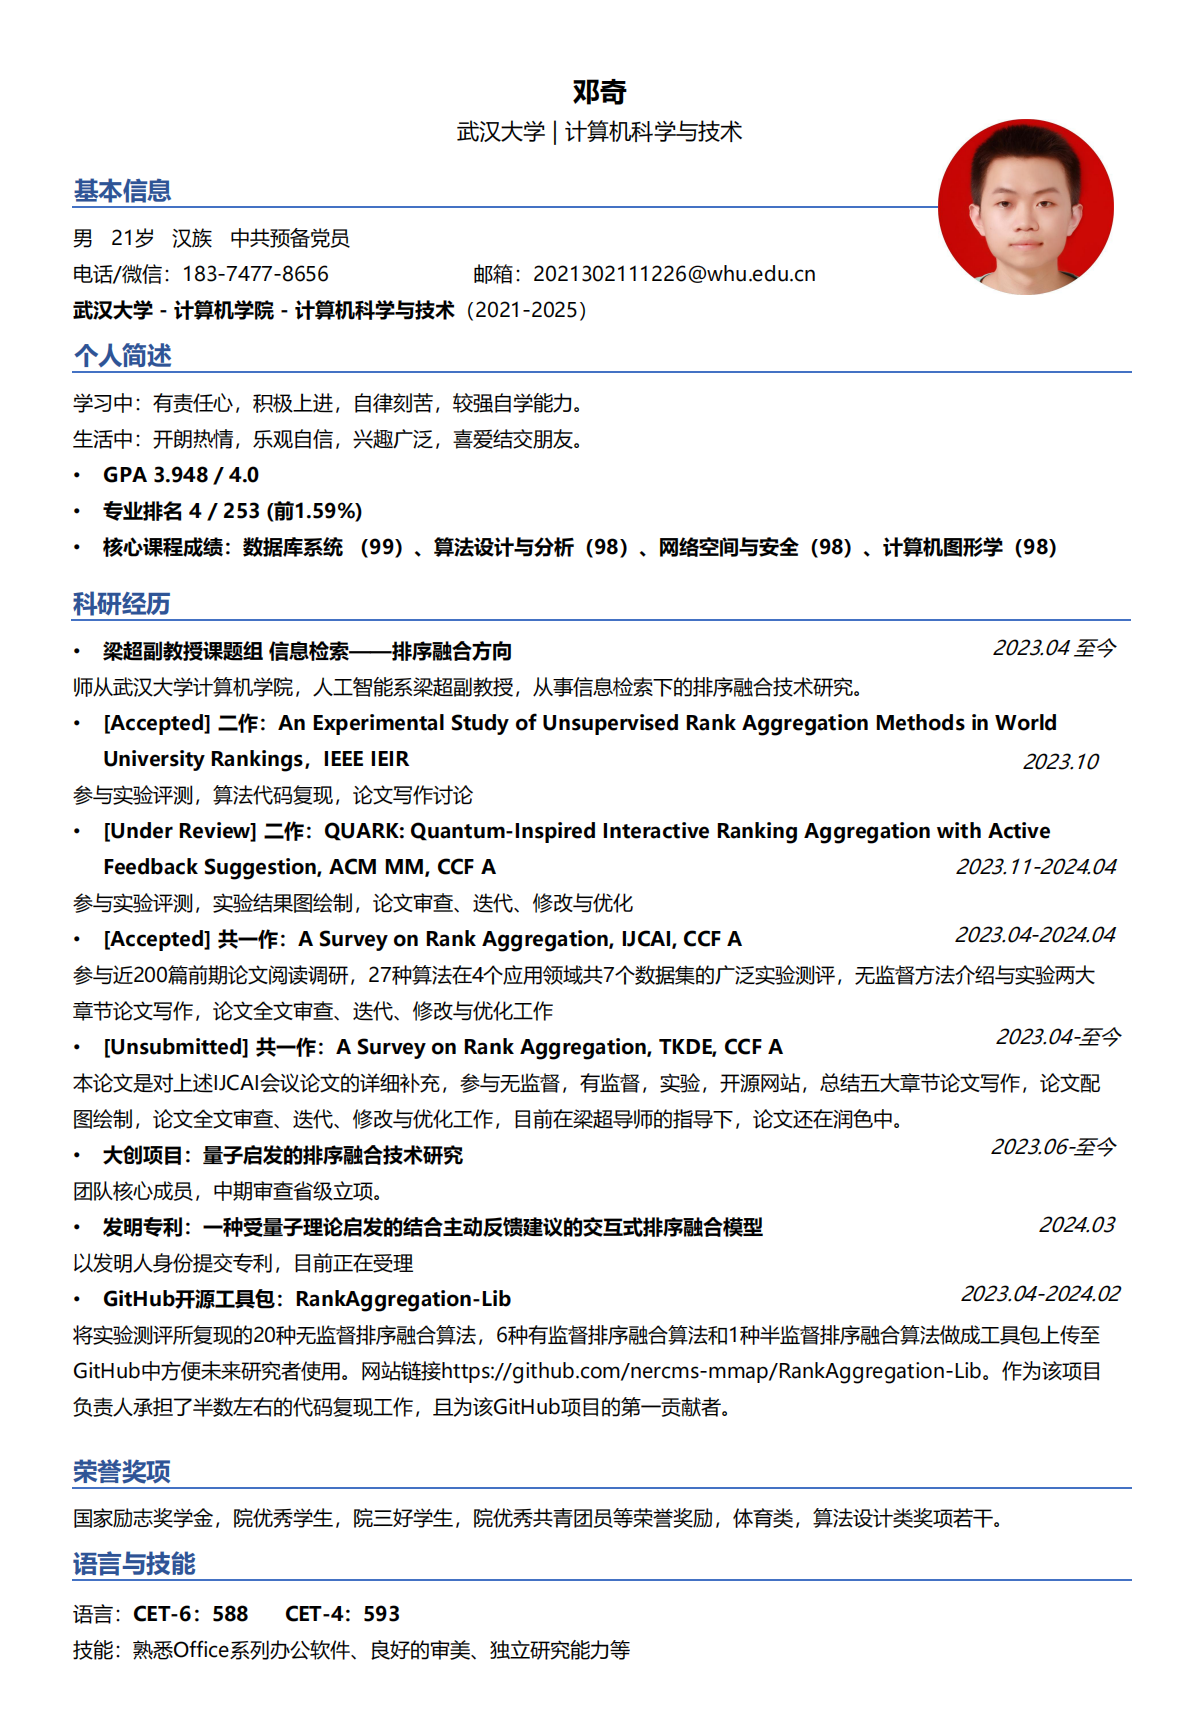 邓奇
武汉大学 | 计算机科学与技术
基本信息
男 21岁 汉族 中共预备党员
电话/微信：183-7477-8656 邮箱：2021302111226@whu.edu.cn
武汉大学 - 计算机学院 - 计算机科学与技术（2021-2025）
个人简述
学习中：有责任心，积极上进，自律刻苦，较强自学能力。
生活中：开朗热情，乐观自信，兴趣广泛，喜爱结交朋友。
• GPA 3.948 / 4.0
• 专业排名 4 / 253 (前1.59%)
• 核心课程成绩：数据库系统 （99）、算法设计与分析（98）、网络空间与安全（98）、计算机图形学（98）
科研经历
• 梁超副教授课题组 信息检索——排序融合方向 2023.04 至今
师从武汉大学计算机学院，人工智能系梁超副教授，从事信息检索下的排序融合技术研究。
• [Accepted] 二作：An Experimental Study of Unsupervised Rank Aggregation Methods in World
University Rankings，IEEE IEIR 2023.10
参与实验评测，算法代码复现，论文写作讨论
• [Under Review] 二作：QUARK: Quantum-Inspired Interactive Ranking Aggregation with Active
Feedback Suggestion, ACM MM, CCF A 2023.11-2024.04
参与实验评测，实验结果图绘制，论文审查、迭代、修改与优化
• [Accepted] 共一作：A Survey on Rank Aggregation, IJCAI, CCF A 2023.04-2024.04
参与近200篇前期论文阅读调研，27种算法在4个应用领域共7个数据集的广泛实验测评，无监督方法介绍与实验两大
章节论文写作，论文全文审查、迭代、修改与优化工作
• [Unsubmitted] 共一作：A Survey on Rank Aggregation, TKDE, CCF A 2023.04-至今
本论文是对上述IJCAI会议论文的详细补充，参与无监督，有监督，实验，开源网站，总结五大章节论文写作，论文配
图绘制，论文全文审查、迭代、修改与优化工作，目前在梁超导师的指导下，论文还在润色中。
• 大创项目：量子启发的排序融合技术研究 2023.06-至今
团队核心成员，中期审查省级立项。
• 发明专利：一种受量子理论启发的结合主动反馈建议的交互式排序融合模型 2024.03
以发明人身份提交专利，目前正在受理
• GitHub开源工具包：RankAggregation-Lib 2023.04-2024.02
将实验测评所复现的20种无监督排序融合算法，6种有监督排序融合算法和1种半监督排序融合算法做成工具包上传至
GitHub中方便未来研究者使用。网站链接https://github.com/nercms-mmap/RankAggregation-Lib。作为该项目
负责人承担了半数左右的代码复现工作，且为该GitHub项目的第一贡献者。
荣誉奖项
国家励志奖学金，院优秀学生，院三好学生，院优秀共青团员等荣誉奖励，体育类，算法设计类奖项若干。
语言与技能
语言：CET-6：588 CET-4：593
技能：熟悉Office系列办公软件、良好的审美、独立研究能力等